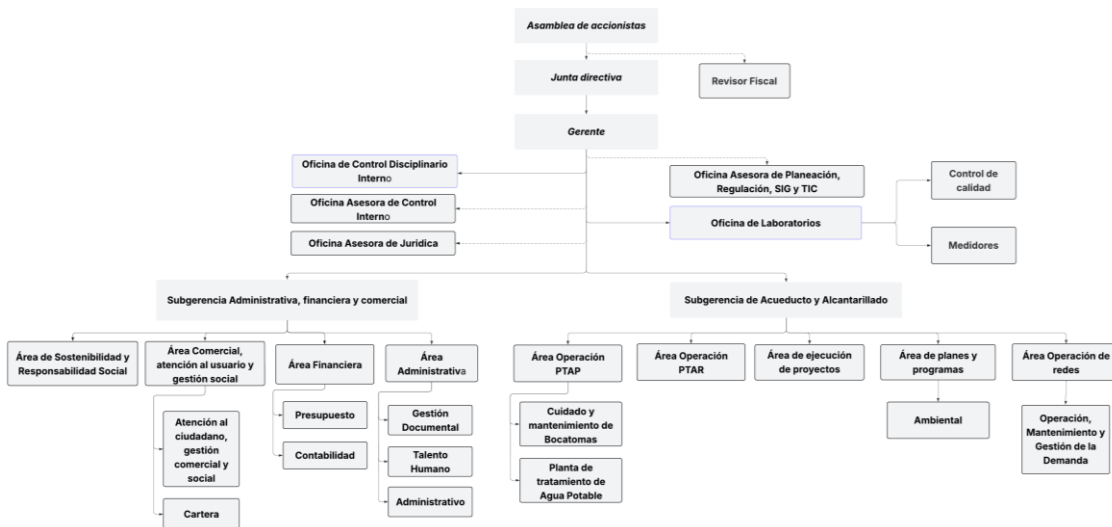 Asamblea de accionistas
Junta directiva
Revisor Fiscal
Gerente
Oficina de Control Disciplinario
Interno
Oficina Asesora de Planeación,
Regulación, SIG y TIC
Control de
calidad
Oficina Asesora de Control
Interno
Oficina de Laboratorios
Oficina Asesora de Juridica
Medidores
Subgerencia Administrativa, financiera y comercial
Subgerencia de Acueducto y Alcantarillado
Área de Sostenibilidad y
Responsabilidad Social
Área Comercial,
atención al usuario y
gestión social
Área Financiera
Área
Administrativa
Área Operación
PTAP
Área Operación
PTAR
Área de ejecución
de proyectos
Área de planes y
programas
Área Operación de
redes
Atención al
ciudadano,
gestión
comercial y
social
Cartera
Presupuesto
Contabilidad
Gestión
Documental
Talento
Humano
Administrativo
Cuidado y
mantenimiento de
Bocatomas
Planta de
tratamiento de
Agua Potable
Ambiental
Operación,
Mantenimiento y
Gestión de la
Demanda